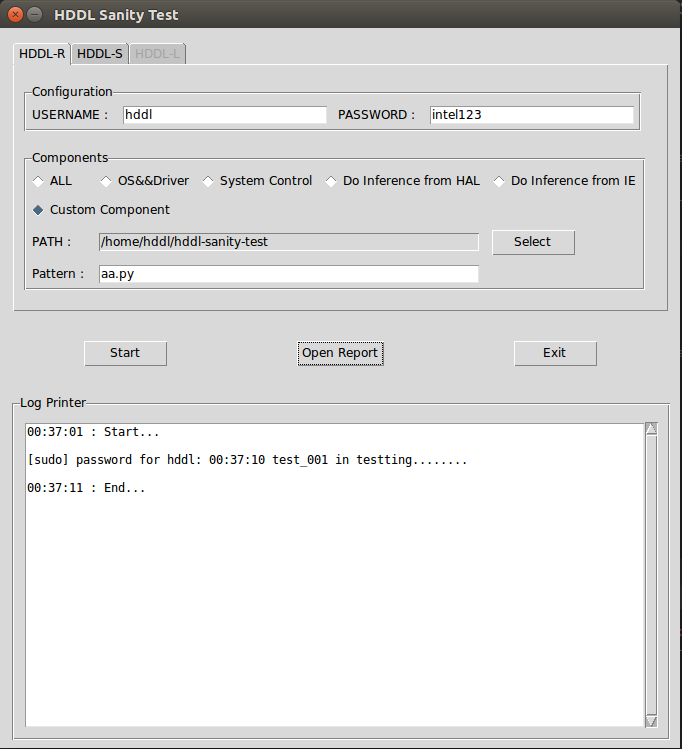 HDDL Sanity Test
HDDL-R HDDL-S HDDL-L
Configuration
USERNAME : hddl PASSWORD : intel123
Components
ALL OS&&Driver System Control Do Inference from HAL Do Inference from IE
Custom Component
PATH : /home/hddl/hddl-sanity-test Select
Pattern : aa.py
Start Open Report Exit
Log Printer
00:37:01 : Start...
[sudo] password for hddl: 00:37:10 test_001 in testting........
00:37:11 : End...